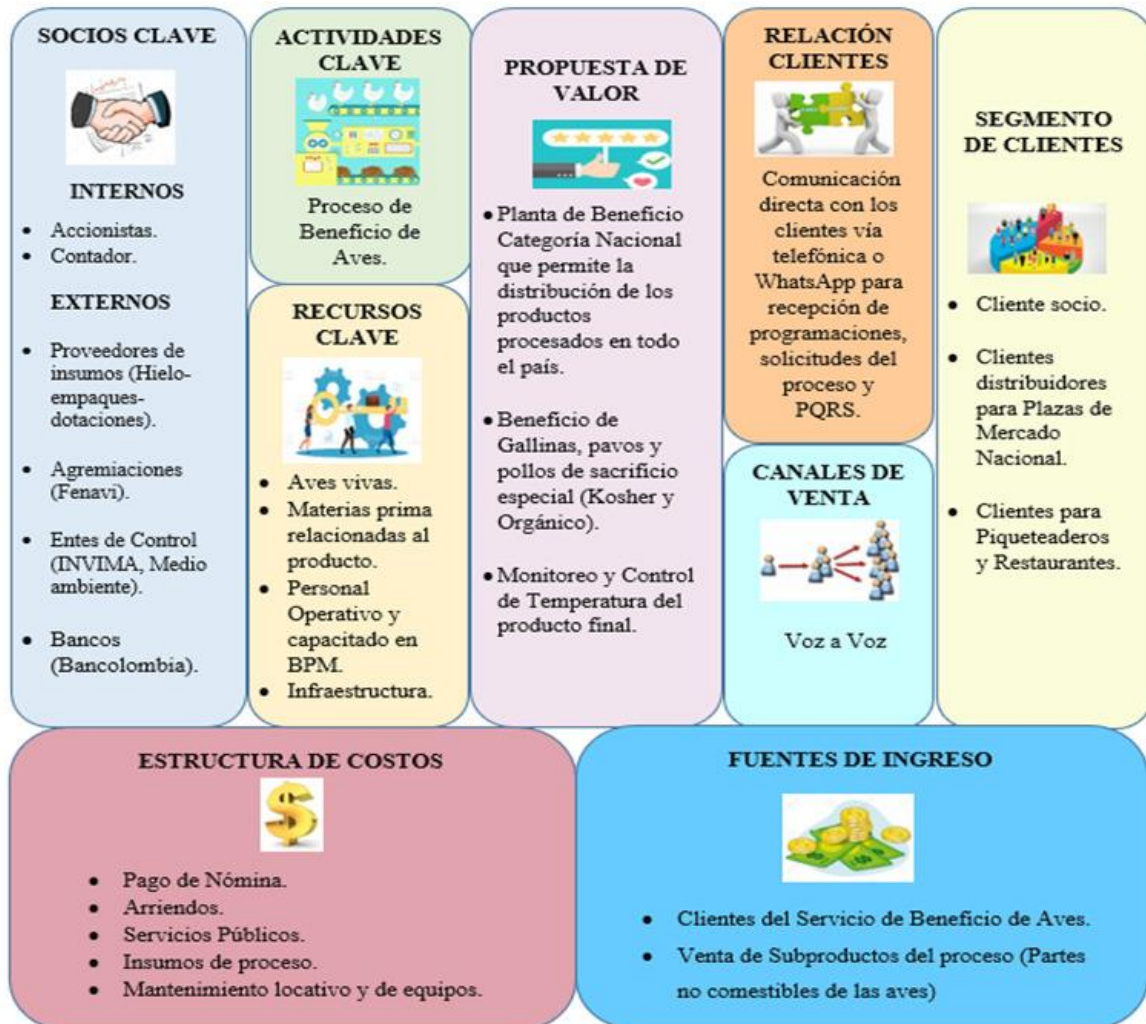 SOCIOS CLAVE
INTERNOS
• Accionistas.
• Contador.
EXTERNOS
• Proveedores de
insumos (Hielo-
empaques-
dotaciones).
• Agremiaciones
(Fenavi).
• Entes de Control
(INVIMA, Medio
ambiente).
• Bancos
(Bancolombia).
ACTIVIDADES
CLAVE
Proceso de
Beneficio de
Aves.
RECURSOS
CLAVE
• Aves vivas.
• Materias prima
relacionadas al
producto.
• Personal
Operativo y
capacitado en
BPM.
• Infraestructura.
PROPUESTA DE
VALOR
• Planta de Beneficio
Categoría Nacional
que permite la
distribución de los
productos
procesados en todo
el país.
• Beneficio de
Gallinas, pavos y
pollos de sacrificio
especial (Kosher y
Orgánico).
• Monitoreo y Control
de Temperatura del
producto final.
RELACIÓN
CLIENTES
Comunicación
directa con los
clientes vía
telefónica o
WhatsApp para
recepción de
programaciones,
solicitudes del
proceso y
PQRS.
CANALES DE
VENTA
Voz a Voz
SEGMENTO
DE CLIENTES
• Cliente socio.
• Clientes
distribuidores
para Plazas de
Mercado
Nacional.
• Clientes para
Piqueteaderos
y Restaurantes.
ESTRUCTURA DE COSTOS
• Pago de Nómina.
• Arriendos.
• Servicios Públicos.
• Insumos de proceso.
• Mantenimiento locativo y de equipos.
FUENTES DE INGRESO
• Clientes del Servicio de Beneficio de Aves.
• Venta de Subproductos del proceso (Partes
no comestibles de las aves)